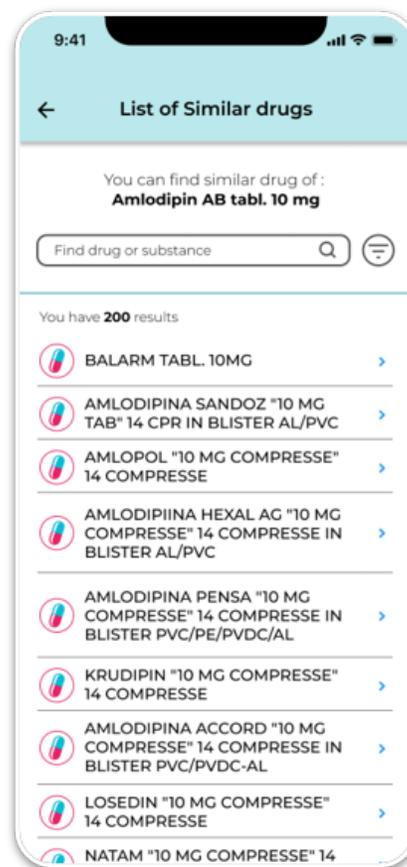 9:41
List of Similar drugs
You can find similar drug of :
Amlodipin AB tabl. 10 mg
Find drug or substance
You have 200 results
BALARM TABL. 10MG
AMLODIPINA SANDOZ "10 MG
TAB" 14 CPR IN BLISTER AL/PVC
AMLOPOL "10 MG COMPRESSE"
14 COMPRESSE
AMLODIPIINA HEXAL AG "10 MG
COMPRESSE" 14 COMPRESSE IN
BLISTER AL/PVC
AMLODIPINA PENSA "10 MG
COMPRESSE" 14 COMPRESSE IN
BLISTER PVC/PE/PVDC/AL
KRUDIPIN "10 MG COMPRESSE"
14 COMPRESSE
AMLODIPINA ACCORD "10 MG
COMPRESSE" 14 COMPRESSE IN
BLISTER PVC/PVDC-AL
LOSEDIN "10 MG COMPRESSE"
14 COMPRESSE
NATAM "10 MG COMPRESSE" 14